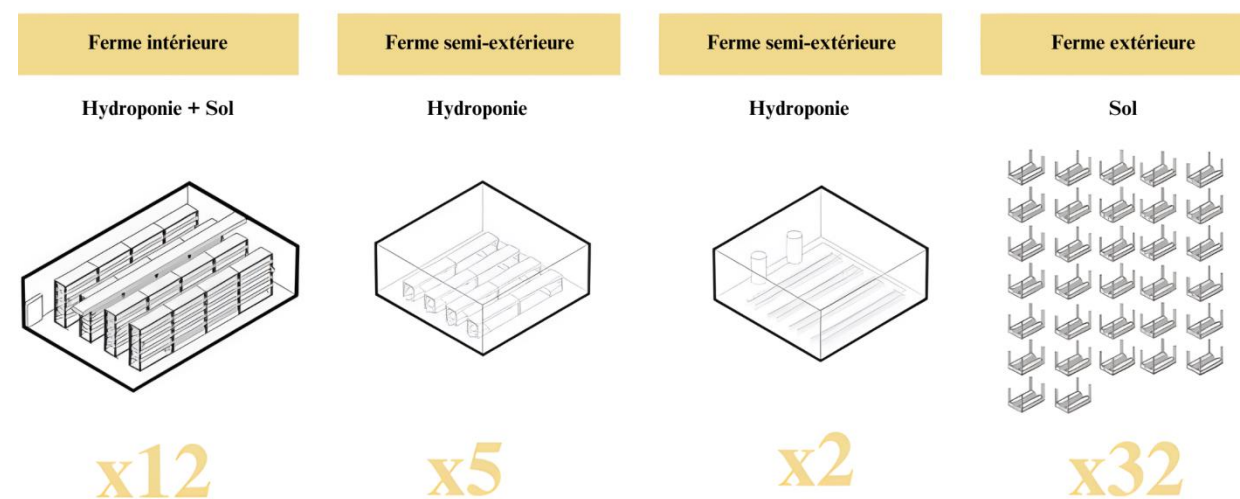 Ferme intérieure
Hydroponie + Sol
x12
Ferme semi-extérieure
Hydroponie
x5
Ferme semi-extérieure
Hydroponie
x2
Ferme extérieure
Sol
x32